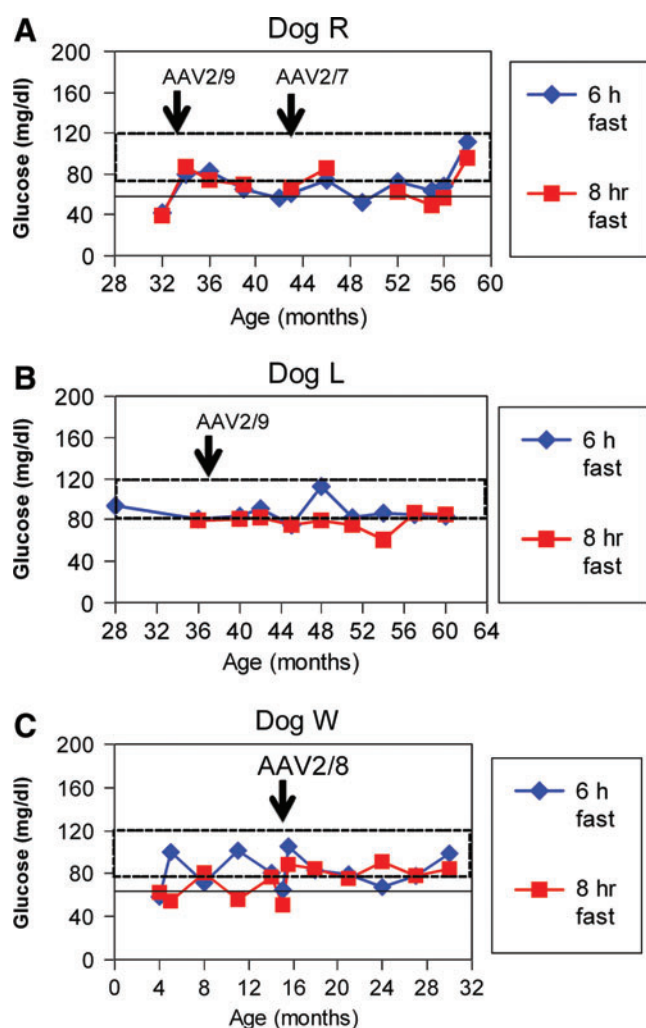 A
Dog R
200
160
120
80
40
0
Glucose (mg/dl)
AAV2/9
AAV2/7
28 32 36 40 44 48 52 56 60
Age (months)
6 h
fast
8 hr
fast
B
Dog L
200
160
120
80
40
0
Glucose (mg/dl)
AAV2/9
28 32 36 40 44 48 52 56 60 64
Age (months)
6 h
fast
8 hr
fast
C
Dog W
200
160
120
80
40
0
Glucose (mg/dl)
AAV2/8
0 4 8 12 16 20 24 28 32
Age (months)
6 h
fast
8 hr
fast